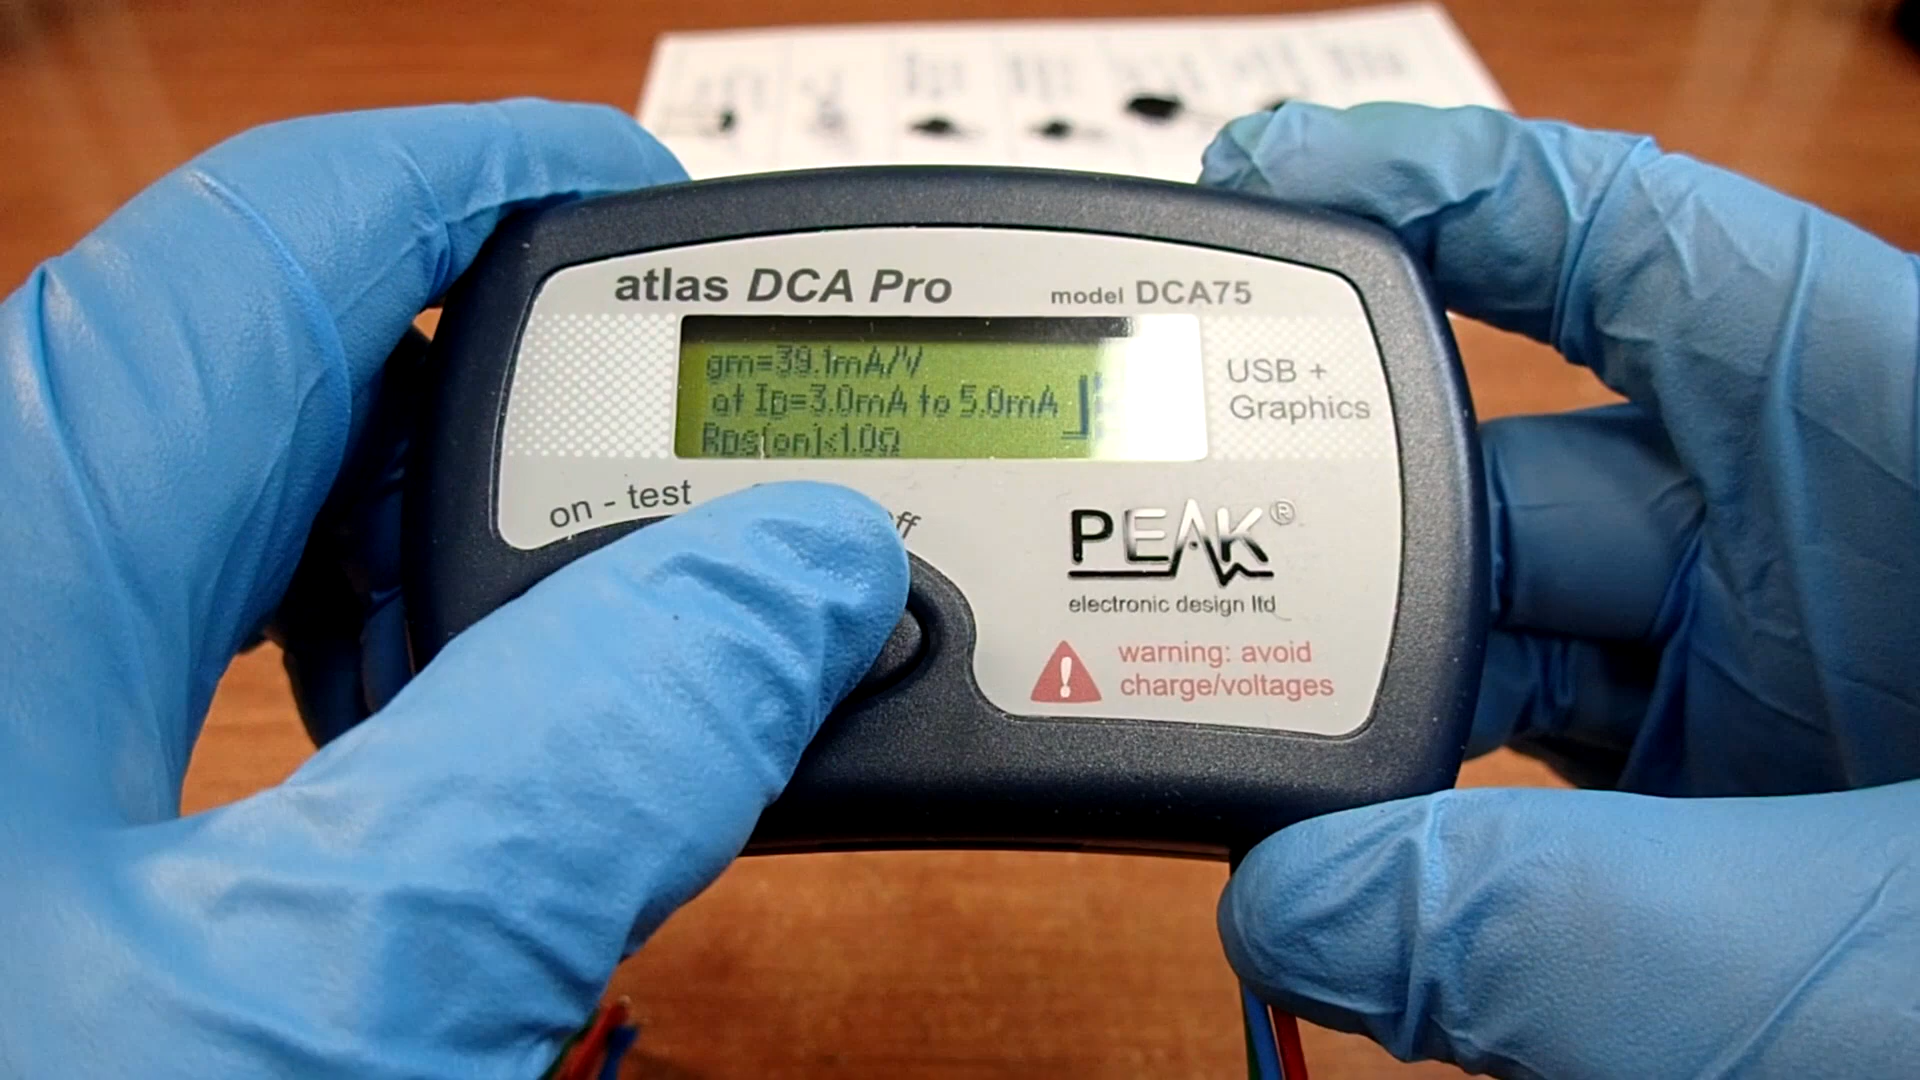 atlas DCA Pro
model DCA75
gm=39.1mA/V
at ID=3.0mA to 5.0mA
RDS(on)<1.0Ω
USB +
Graphics
on - test
PEAK®
electronic design ltd
warning: avoid
charge/voltages